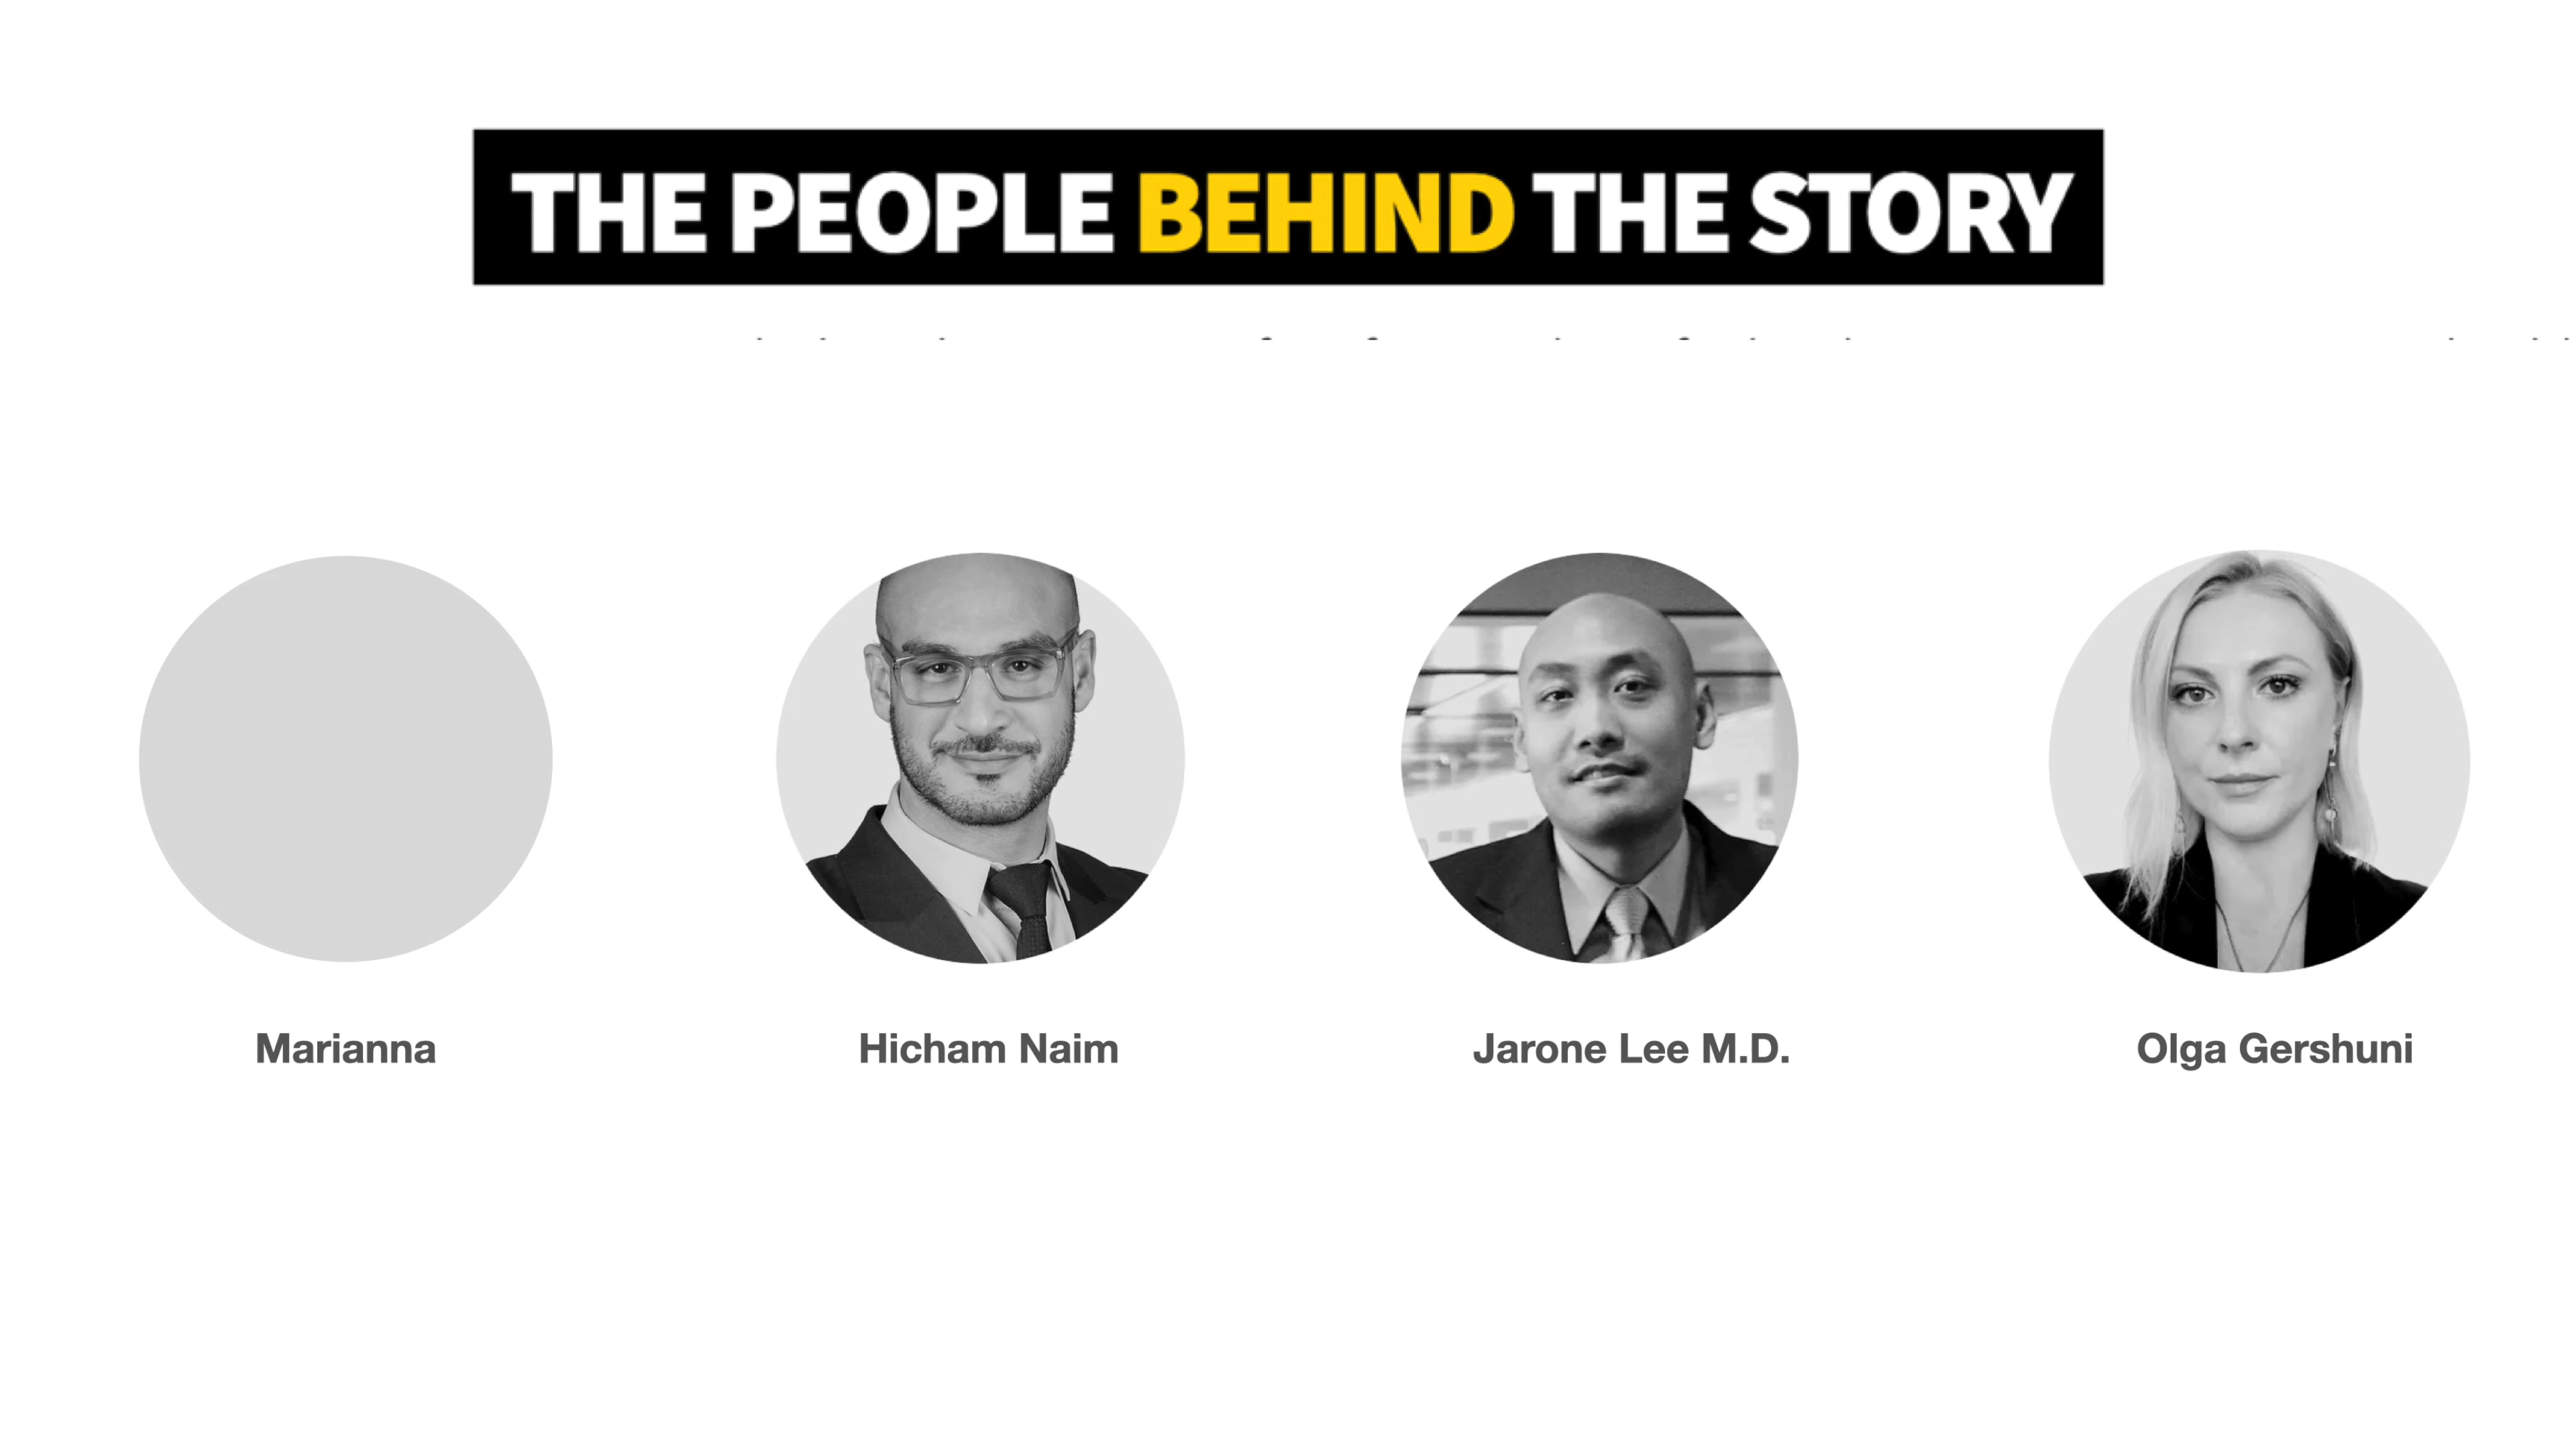 THE PEOPLE BEHIND THE STORY
Marianna
Hicham Naim
Jarone Lee M.D.
Olga Gershuni